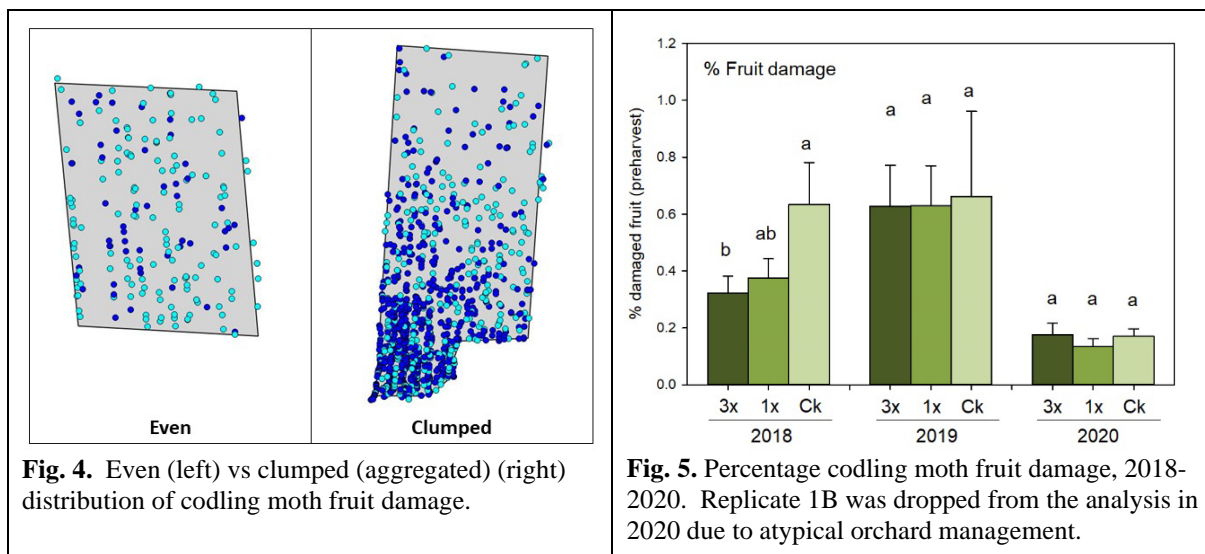 Even
Clumped
Fig. 4. Even (left) vs clumped (aggregated) (right)
distribution of codling moth fruit damage.
% Fruit damage
% damaged fruit (preharvest)
1.2
1.0
0.8
0.6
0.4
0.2
0.0
b
ab
a
a
a
a
a
a
a
3x 1x Ck
3x 1x Ck
3x 1x Ck
2018
2019
2020
Fig. 5. Percentage codling moth fruit damage, 2018-
2020. Replicate 1B was dropped from the analysis in
2020 due to atypical orchard management.